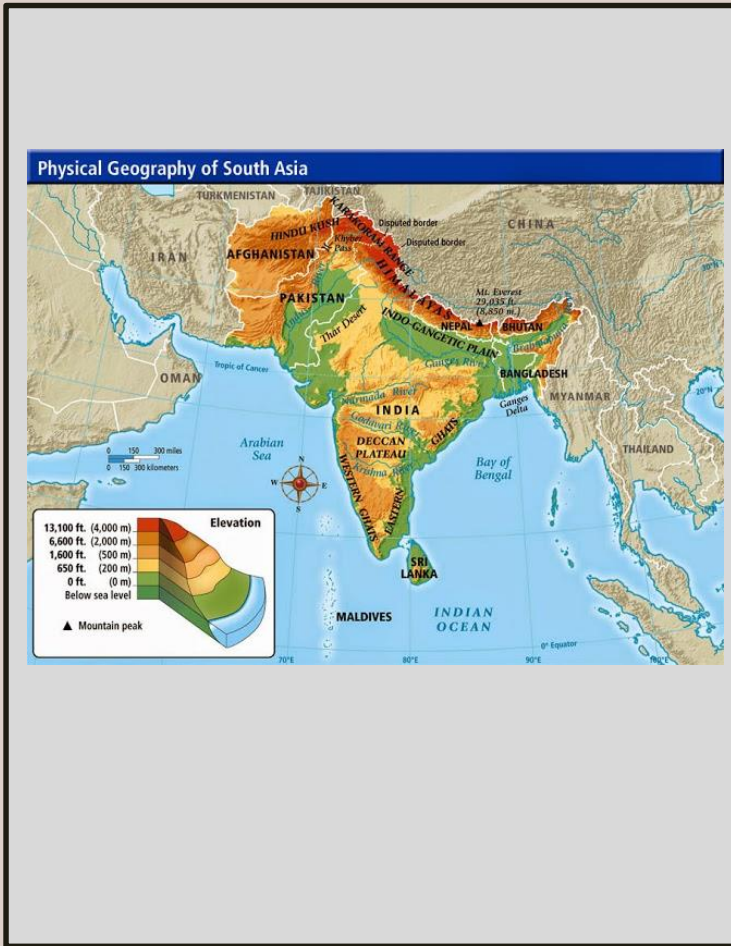 Physical Geography of South Asia
TURKMENISTAN
TAJIKISTAN
KARAKORAM RANGE
Disputed border
CHINA
HINDU KUSH
Khyber
Pass
Disputed border
IRAN
AFGHANISTAN
HIMALAYAS
30°N
PAKISTAN
Mt. Everest
29,035 ft.
(8,850 m.)
Thar Desert
INDO-GANGETIC PLAIN
NEPAL
BHUTAN
Ganges River
BANGLADESH
Tropic of Cancer
OMAN
Narmada River
INDIA
Ganges
Delta
MYANMAR
20°N
Godavari River
DECCAN
PLATEAU
EASTERN GHATS
Arabian
Sea
0 150 300 miles
0 150 300 kilometers
Krishna River
Bay of
Bengal
THAILAND
N
W E
S
WESTERN GHATS
Elevation
13,100 ft. (4,000 m)
6,600 ft. (2,000 m)
1,600 ft. (500 m)
650 ft. (200 m)
0 ft. (0 m)
Below sea level
Mountain peak
SRI
LANKA
MALDIVES
INDIAN
OCEAN
0° Equator
70°E
80°E
90°E
100°E